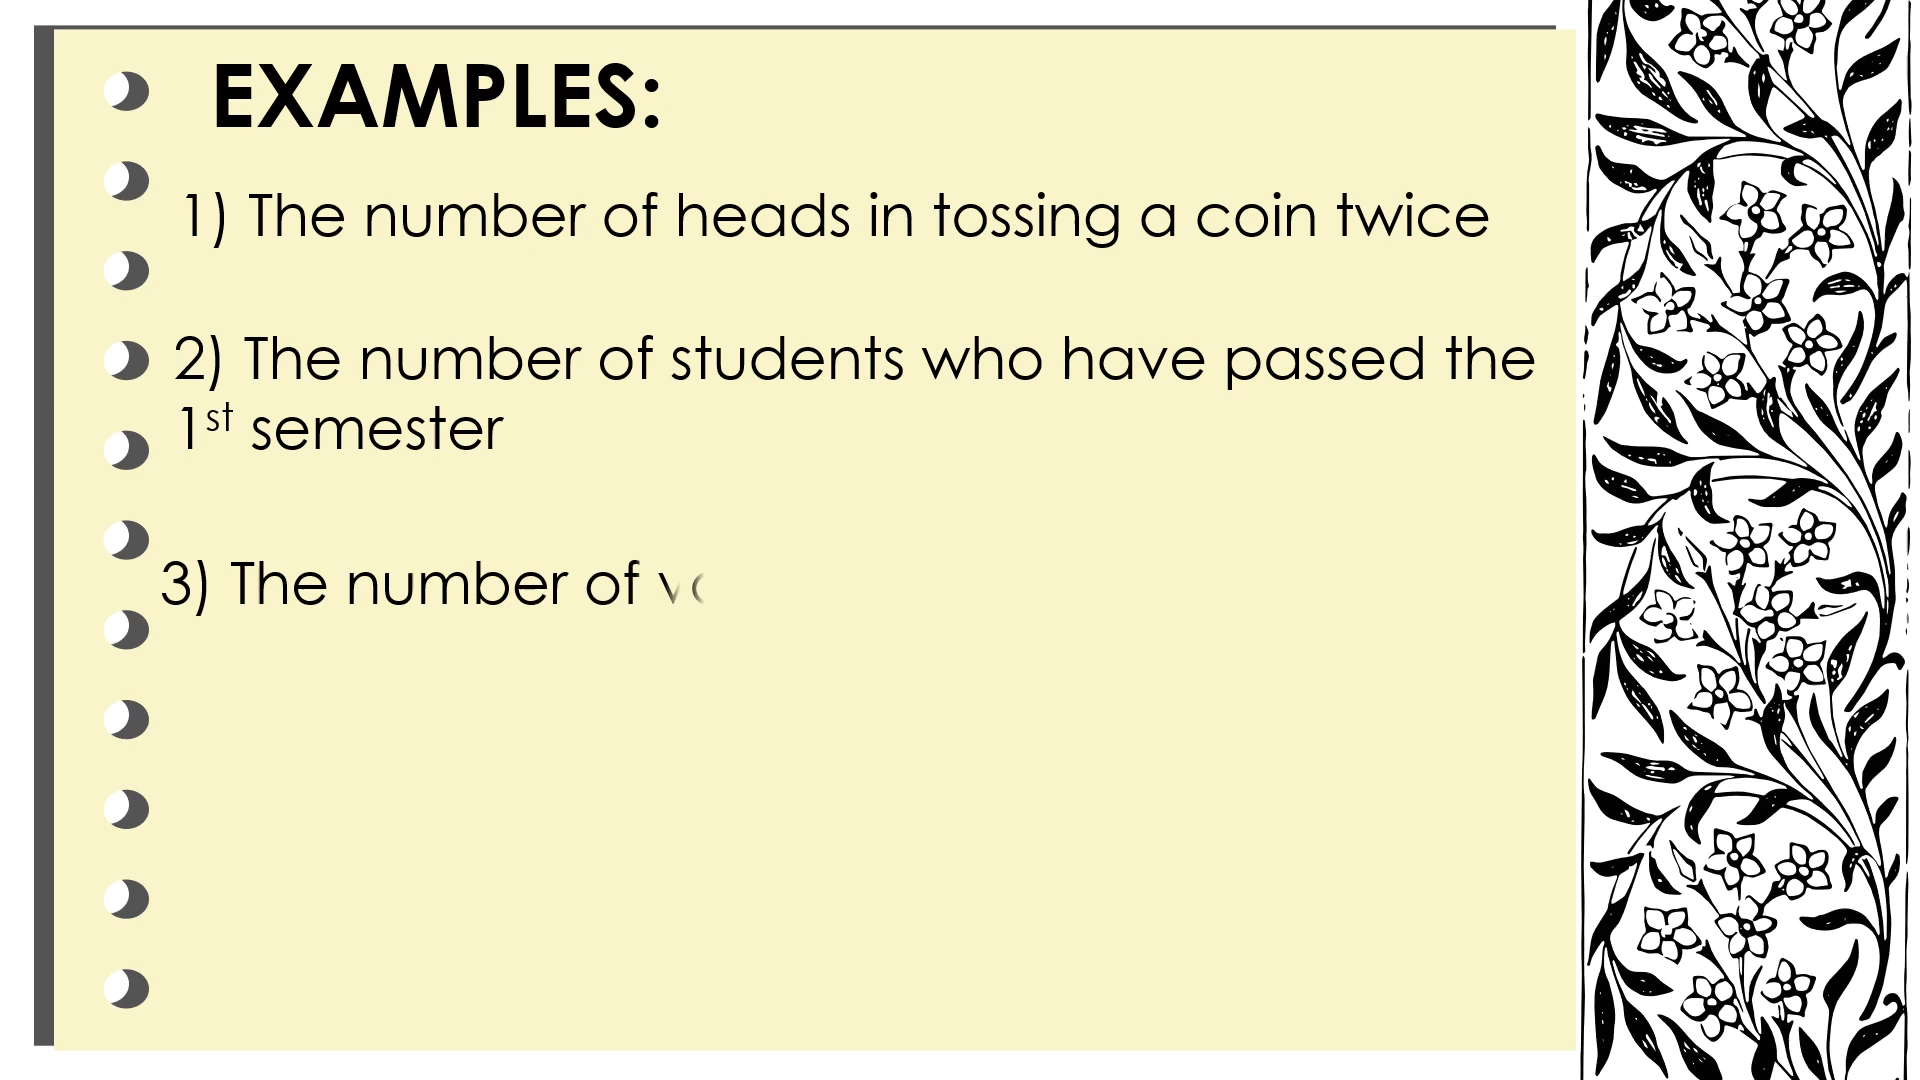 EXAMPLES:
1) The number of heads in tossing a coin twice
2) The number of students who have passed the
1st semester
3) The number of